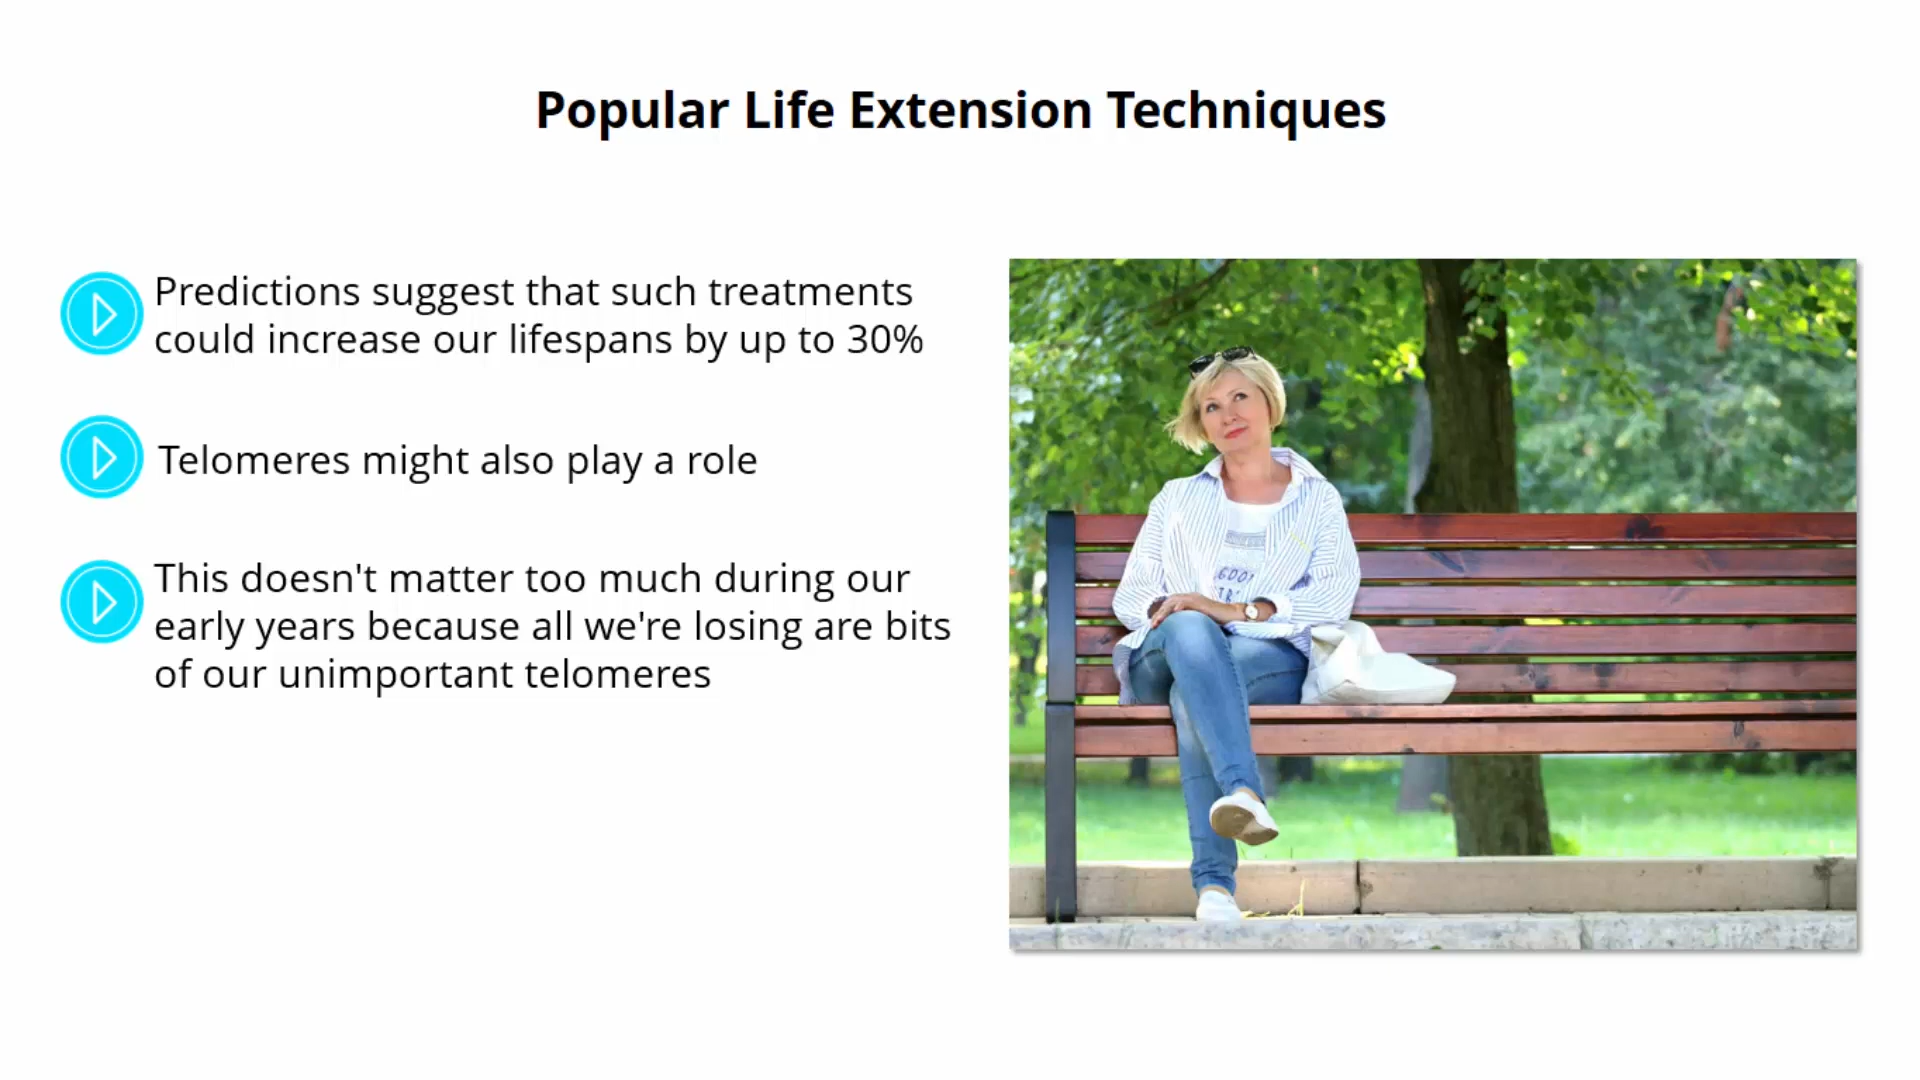 Popular Life Extension Techniques
Predictions suggest that such treatments
could increase our lifespans by up to 30%
Telomeres might also play a role
This doesn't matter too much during our
early years because all we're losing are bits
of our unimportant telomeres